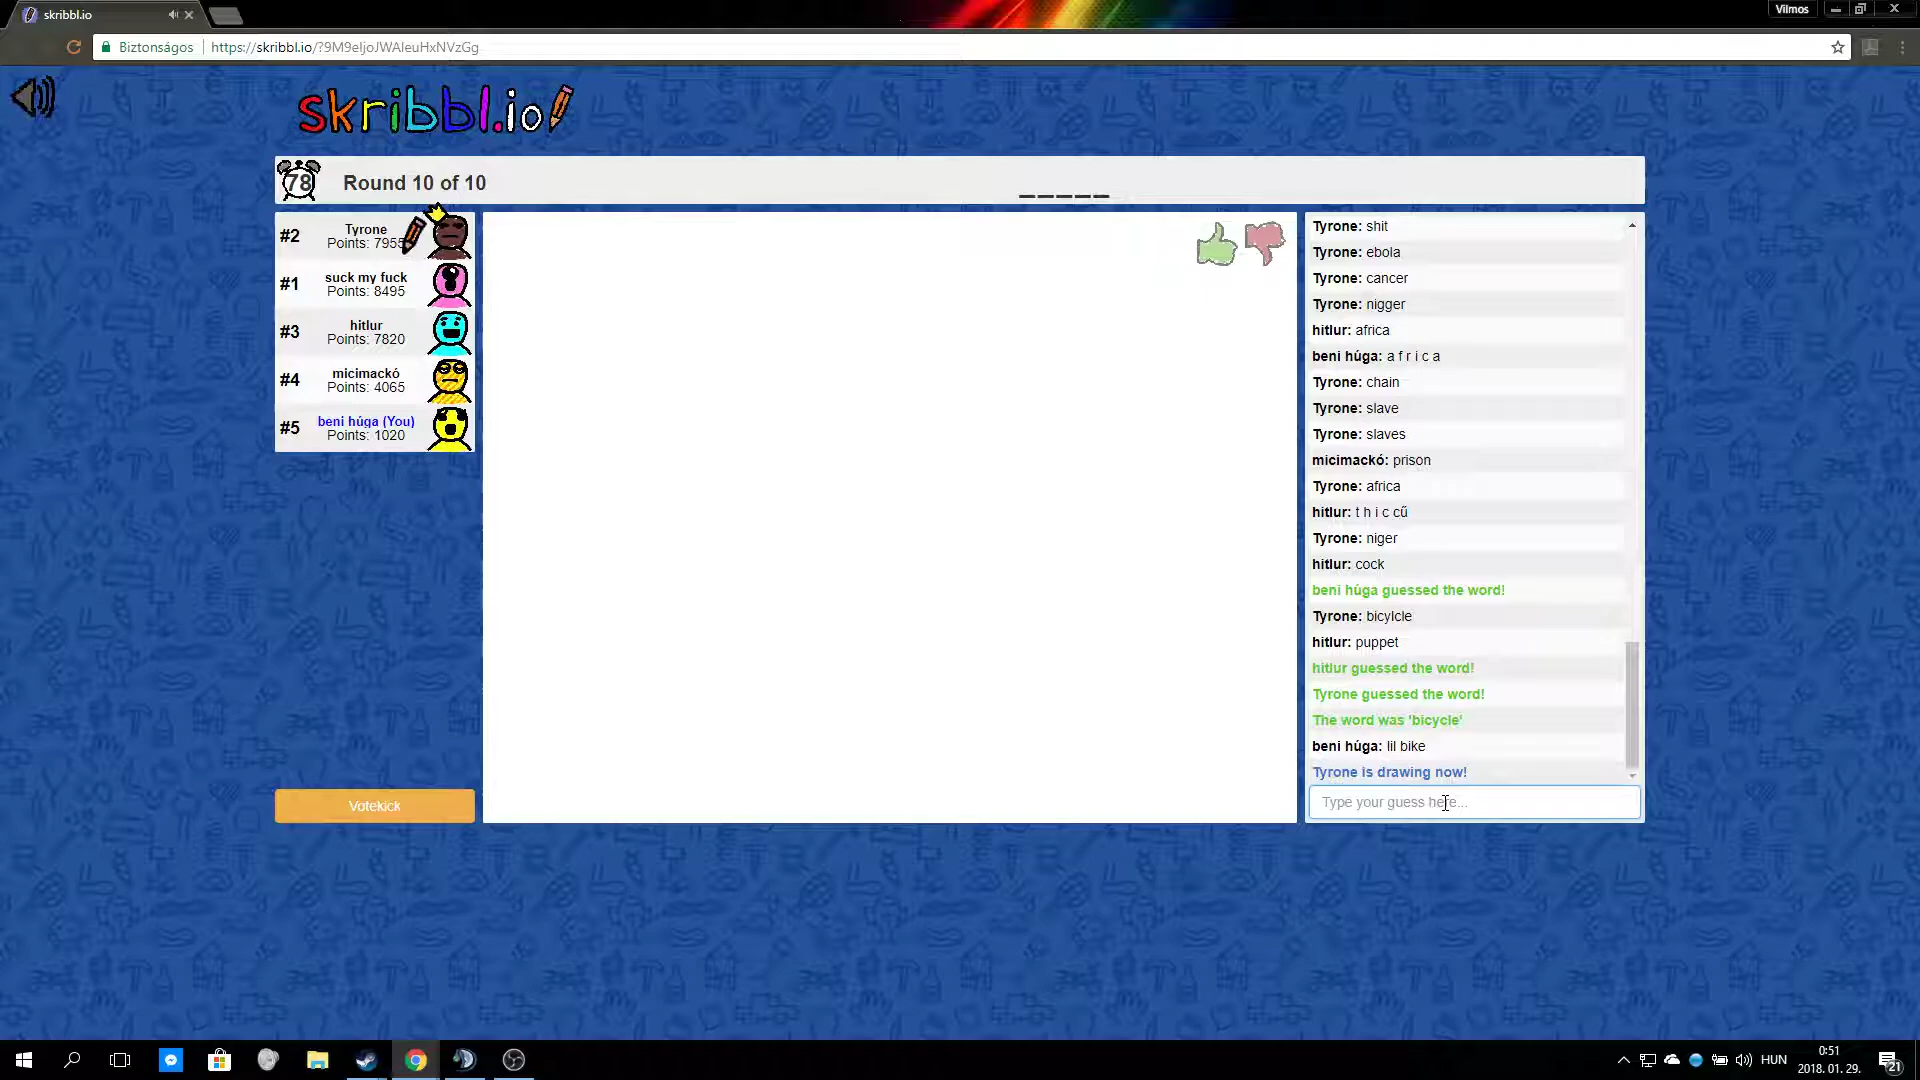 skribbl.io
Vilmos
Biztonságos
https://skribbl.io/?9M9eIjoJWAleuHxNVzGg
skribbl.io
78
Round 10 of 10
_____
#2
Tyrone
Points: 7955
#1
suck my fuck
Points: 8495
#3
hitlur
Points: 7820
#4
micimackó
Points: 4065
#5
beni húga (You)
Points: 1020
Votekick
Tyrone: shit
Tyrone: ebola
Tyrone: cancer
Tyrone: nigger
hitlur: africa
beni húga: a f r i c a
Tyrone: chain
Tyrone: slave
Tyrone: slaves
micimackó: prison
Tyrone: africa
hitlur: t h i c cű
Tyrone: niger
hitlur: cock
beni húga guessed the word!
Tyrone: bicylcle
hitlur: puppet
hitlur guessed the word!
Tyrone guessed the word!
The word was 'bicycle'
beni húga: lil bike
Tyrone is drawing now!
Type your guess here...
HUN
0:51
2018. 01. 29.
21